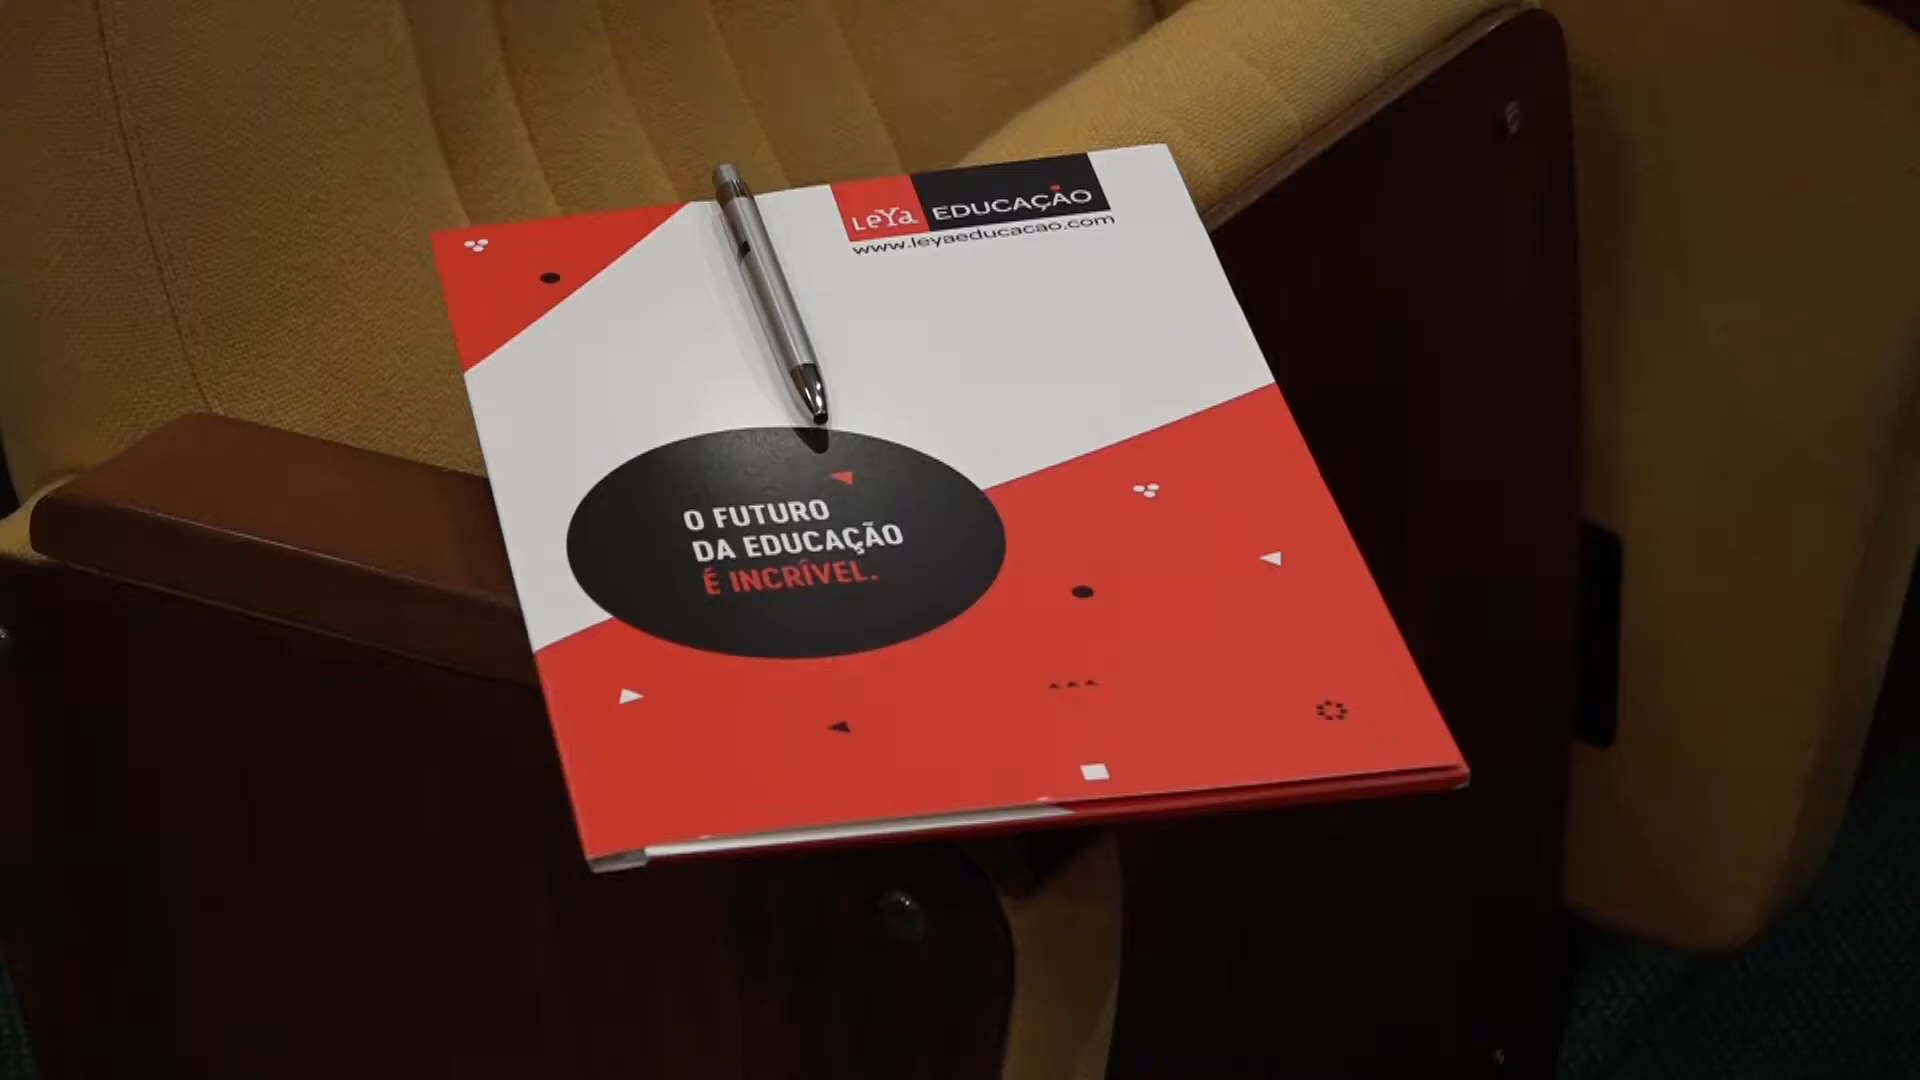 LeYa EDUCAÇÃO
www.leyaeducacao.com
O FUTURO
DA EDUCAÇÃO
É INCRÍVEL.